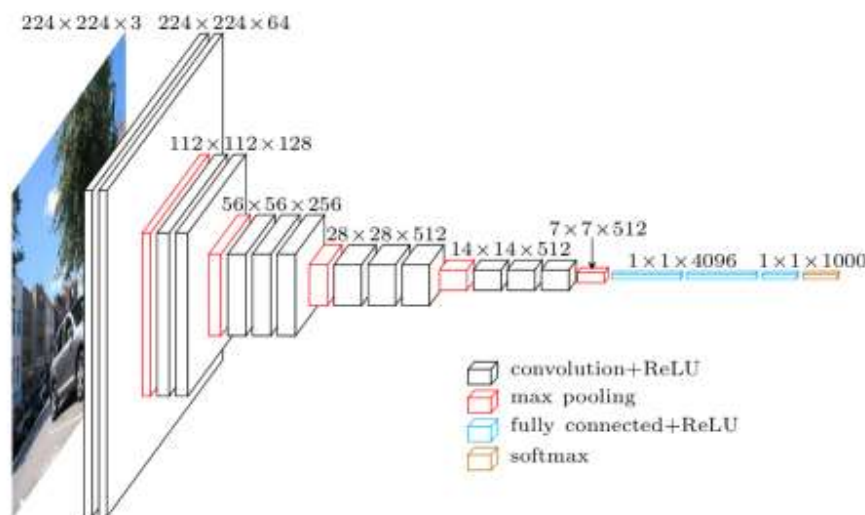 224×224×3
224×224×64
112×112×128
56×56×256
28×28×512
14×14×512
7×7×512
1×1×4096
1×1×1000
convolution+ReLU
max pooling
fully connected+ReLU
softmax